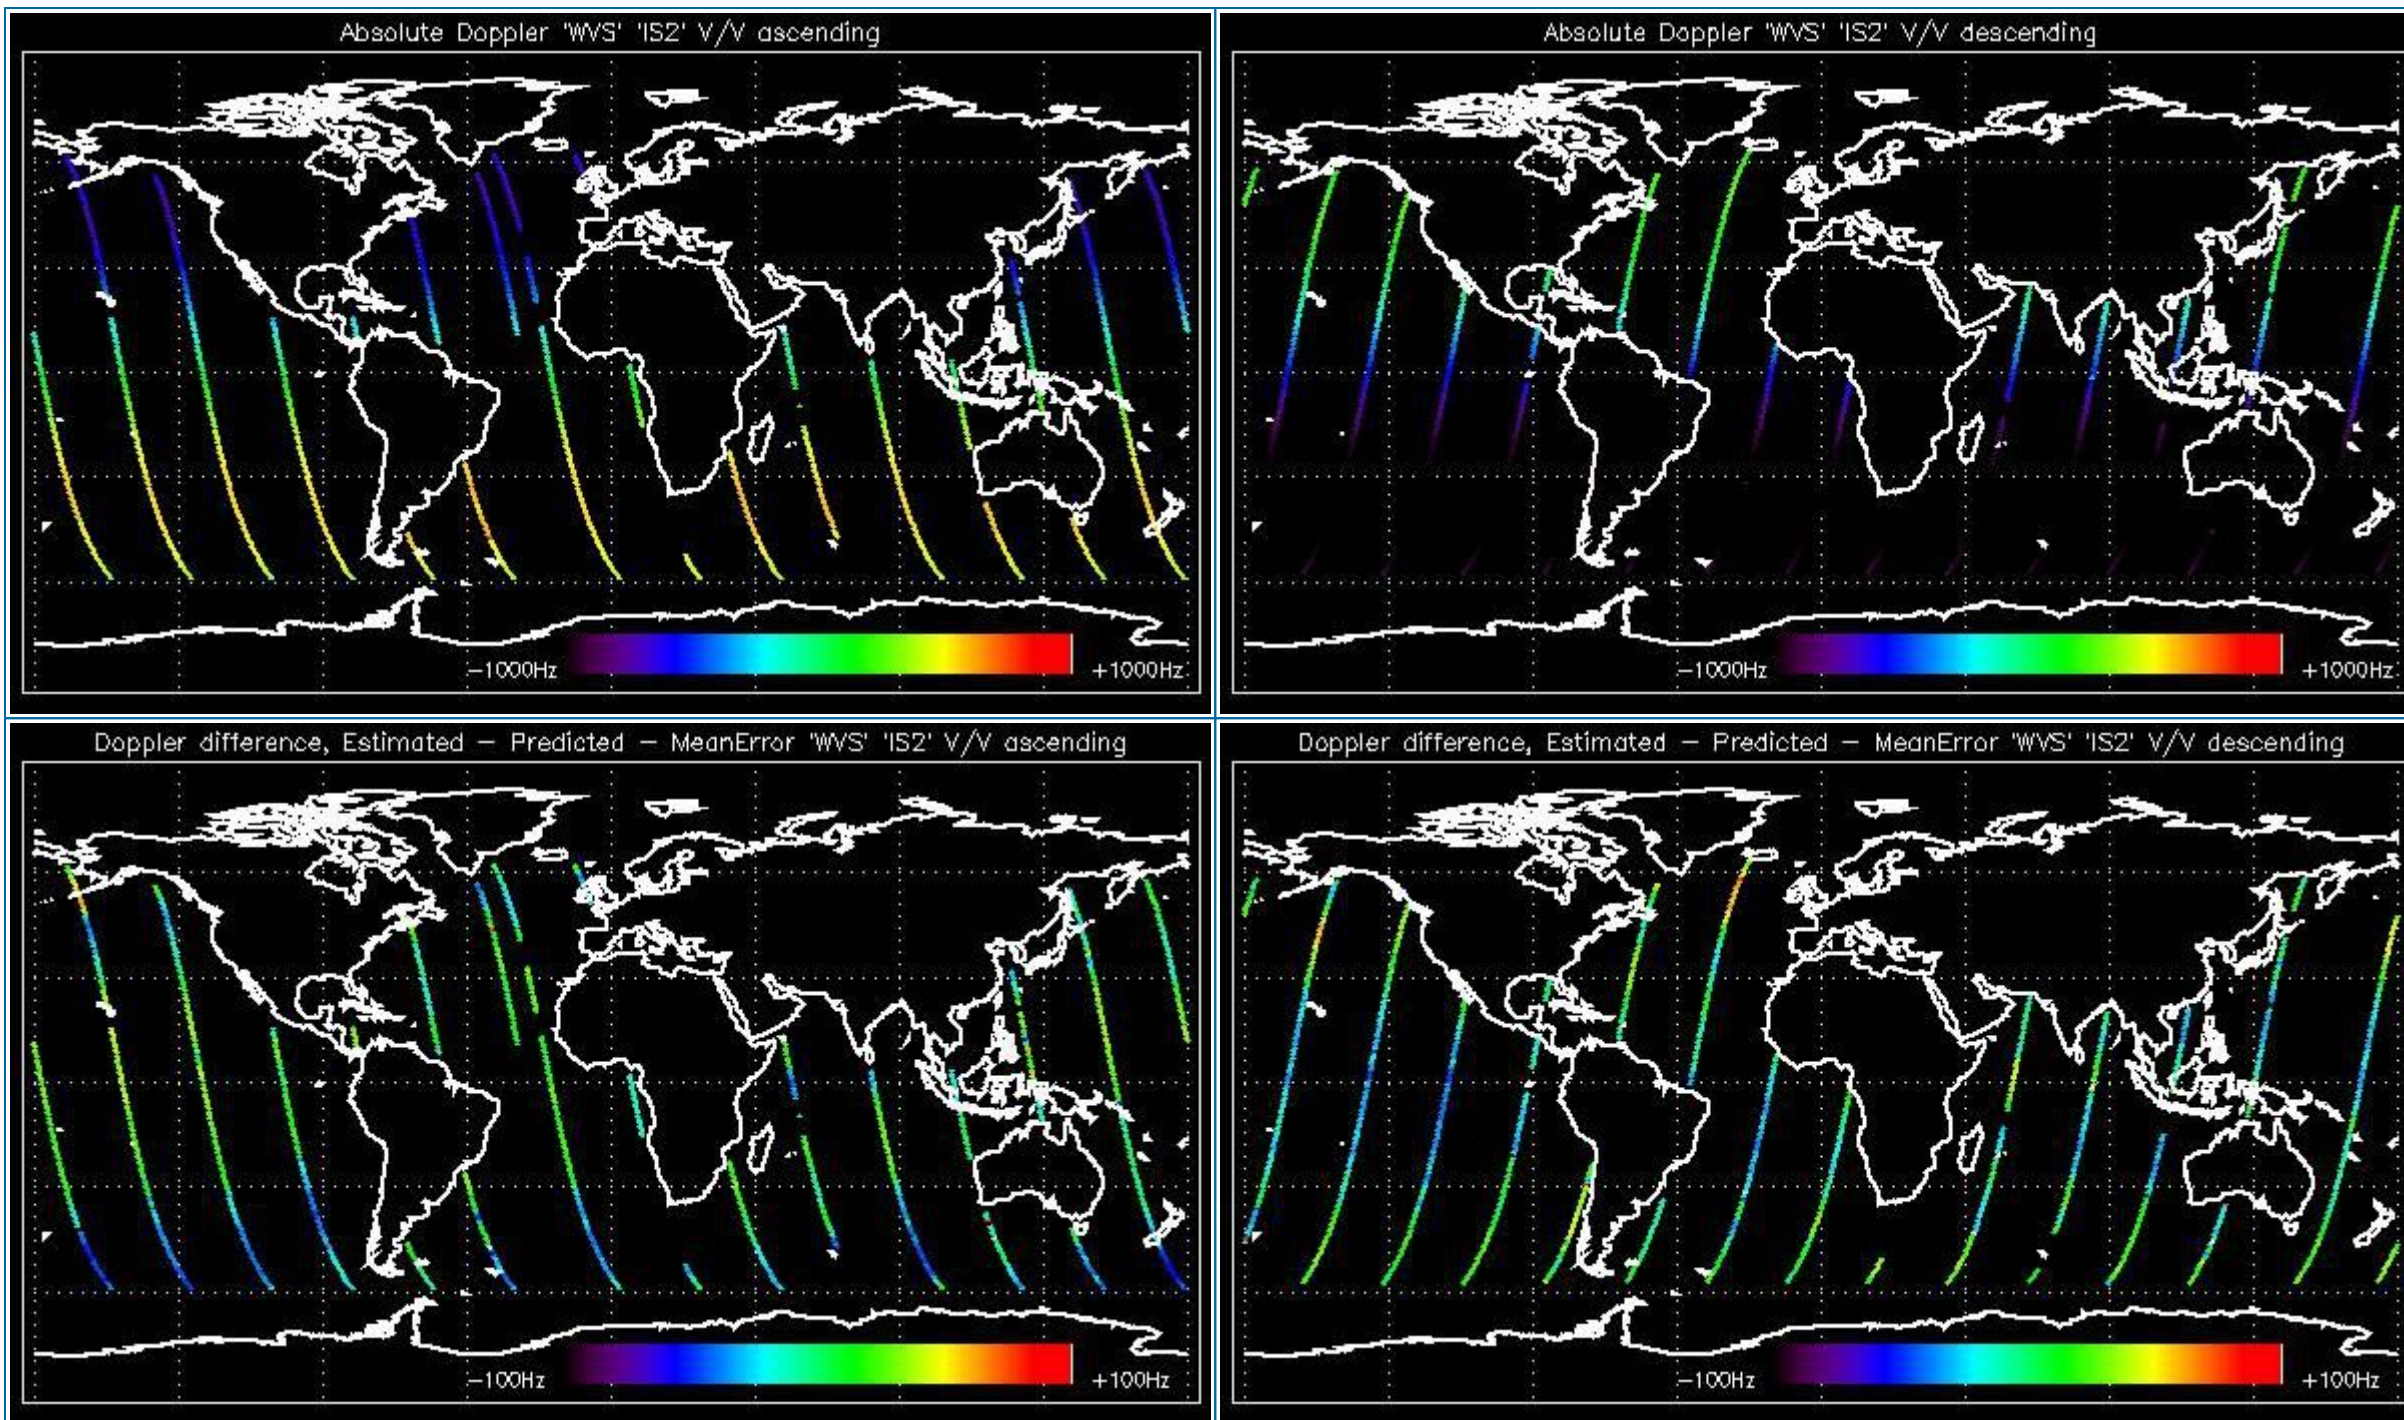 Absolute Doppler 'WVS' 'IS2' V/V ascending
-1000Hz
+1000Hz
Absolute Doppler 'WVS' 'IS2' V/V descending
-1000Hz
+1000Hz
Doppler difference, Estimated - Predicted - MeanError 'WVS' 'IS2' V/V ascending
-100Hz
+100Hz
Doppler difference, Estimated - Predicted - MeanError 'WVS' 'IS2' V/V descending
-100Hz
+100Hz